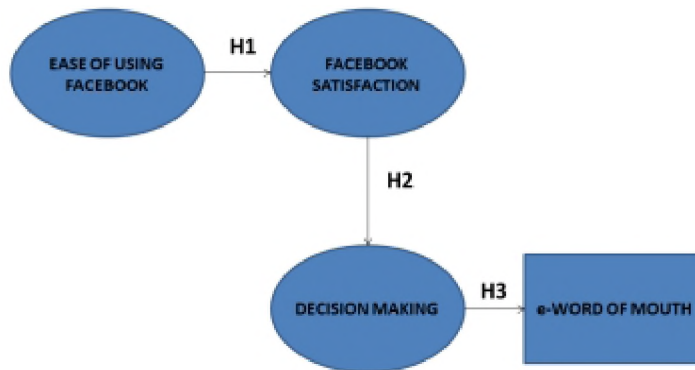 H1
EASE OF USING
FACEBOOK
FACEBOOK
SATISFACTION
H2
DECISION MAKING
H3
e-WORD OF MOUTH